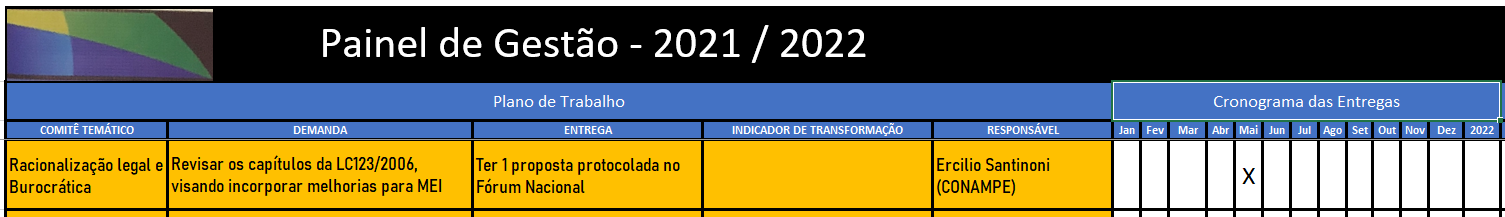 Painel de Gestão - 2021 / 2022
Plano de Trabalho
Cronograma das Entregas
COMITÊ TEMÁTICO DEMANDA ENTREGA INDICADOR DE TRANSFORMAÇÃO RESPONSÁVEL Jan Fev Mar Abr Mai Jun Jul Ago Set Out Nov Dez 2022
Racionalização legal e
Burocrática
Revisar os capítulos da LC123/2006,
visando incorporar melhorias para MEI
Ter 1 proposta protocolada no
Fórum Nacional
Ercilio Santinoni
(CONAMPE)
X